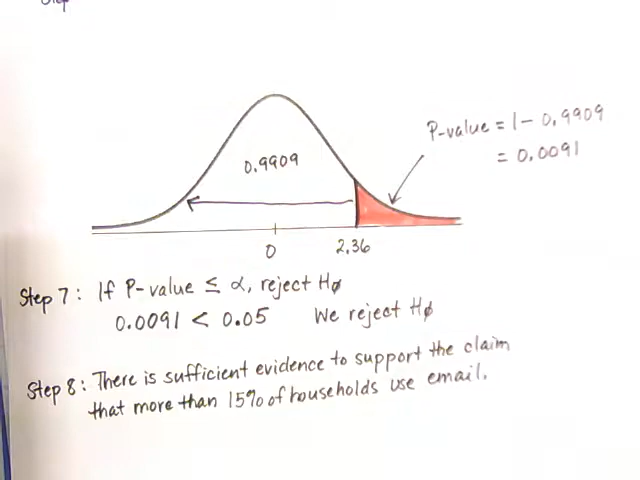 Step
0.9909
P-value = 1 - 0.9909
= 0.0091
0
2.36
Step 7: If P-value ≤ α, reject HØ
0.0091 < 0.05 We reject HØ
Step 8: There is sufficient evidence to support the claim
that more than 15% of households use email.